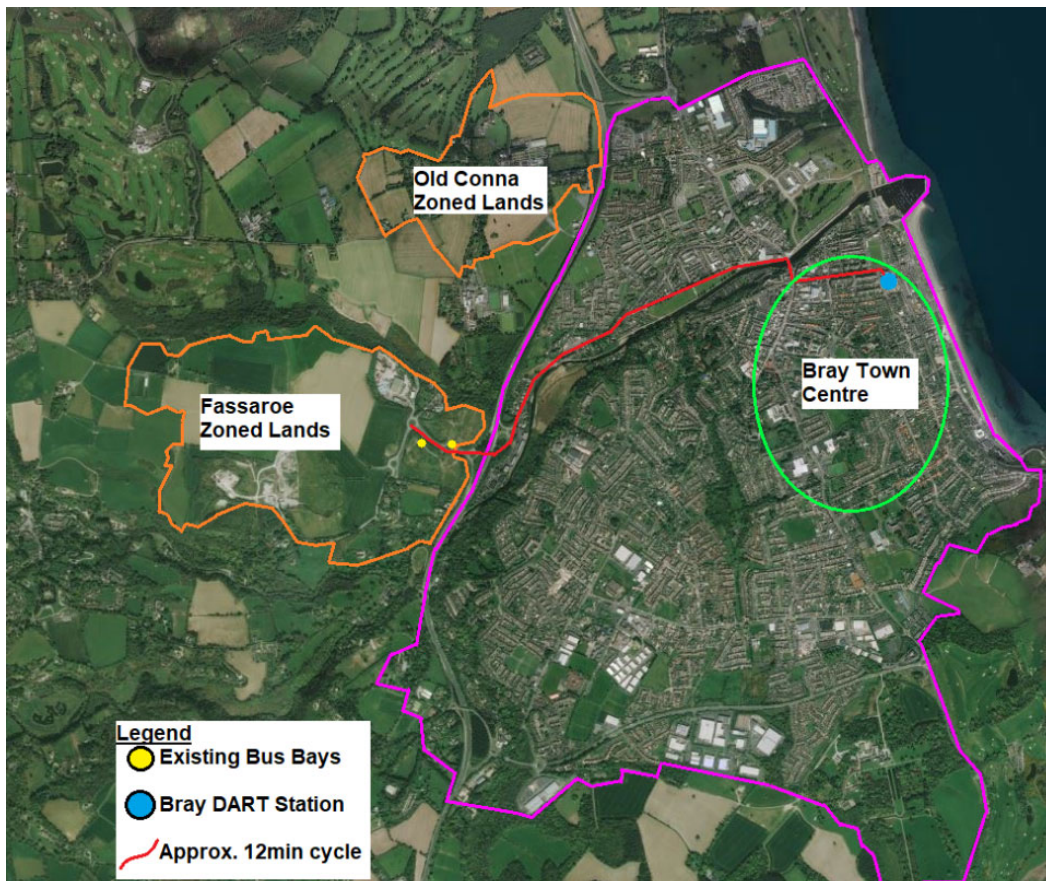 Old Conna
Zoned Lands
Bray Town
Centre
Fassaroe
Zoned Lands
Legend
Existing Bus Bays
Bray DART Station
Approx. 12min cycle